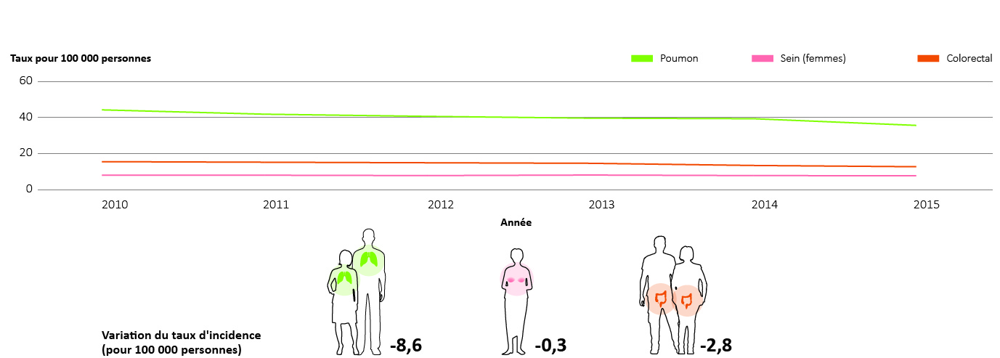 Taux pour 100 000 personnes
Poumon
Sein (femmes)
Colorectal
60
40
20
0
2010
2011
2012
2013
2014
2015
Année
Variation du taux d'incidence
(pour 100 000 personnes)
-8,6
-0,3
-2,8